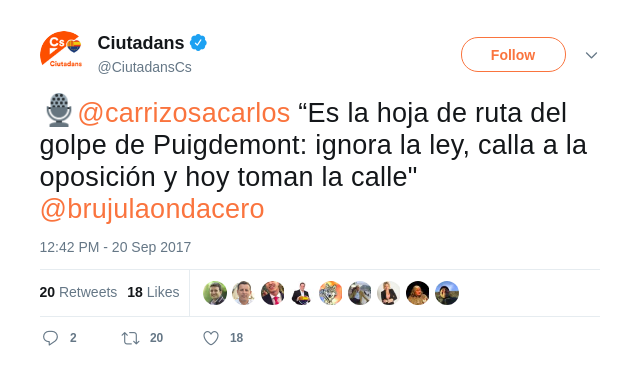 Cs
Ciutadans
Ciutadans
@CiutadansCs
Follow
@carrizosacarlos “Es la hoja de ruta del
golpe de Puigdemont: ignora la ley, calla a la
oposición y hoy toman la calle"
@brujulaondacero
12:42 PM - 20 Sep 2017
20 Retweets 18 Likes
2 20 18